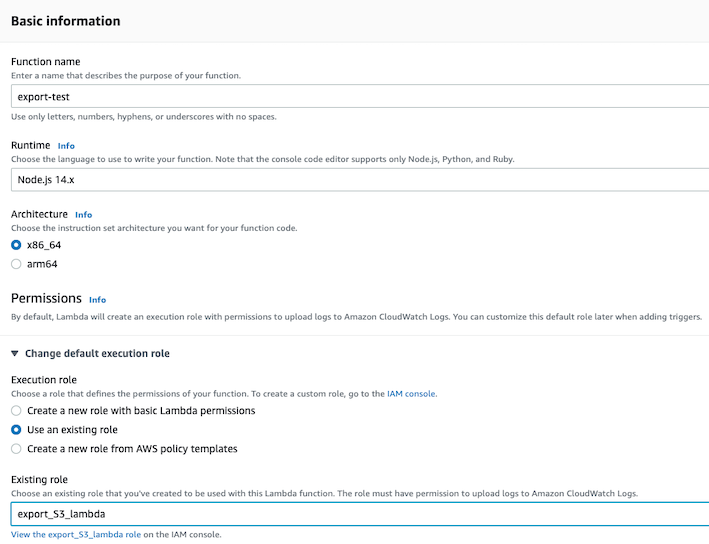 Basic information
Function name
Enter a name that describes the purpose of your function.
export-test
Use only letters, numbers, hyphens, or underscores with no spaces.
Runtime Info
Choose the language to use to write your function. Note that the console code editor supports only Node.js, Python, and Ruby.
Node.js 14.x
Architecture Info
Choose the instruction set architecture you want for your function code.
x86_64
arm64
Permissions Info
By default, Lambda will create an execution role with permissions to upload logs to Amazon CloudWatch Logs. You can customize this default role later when adding triggers.
Change default execution role
Execution role
Choose a role that defines the permissions of your function. To create a custom role, go to the IAM console.
Create a new role with basic Lambda permissions
Use an existing role
Create a new role from AWS policy templates
Existing role
Choose an existing role that you've created to be used with this Lambda function. The role must have permission to upload logs to Amazon CloudWatch Logs.
export_S3_lambda
View the export_S3_lambda role on the IAM console.